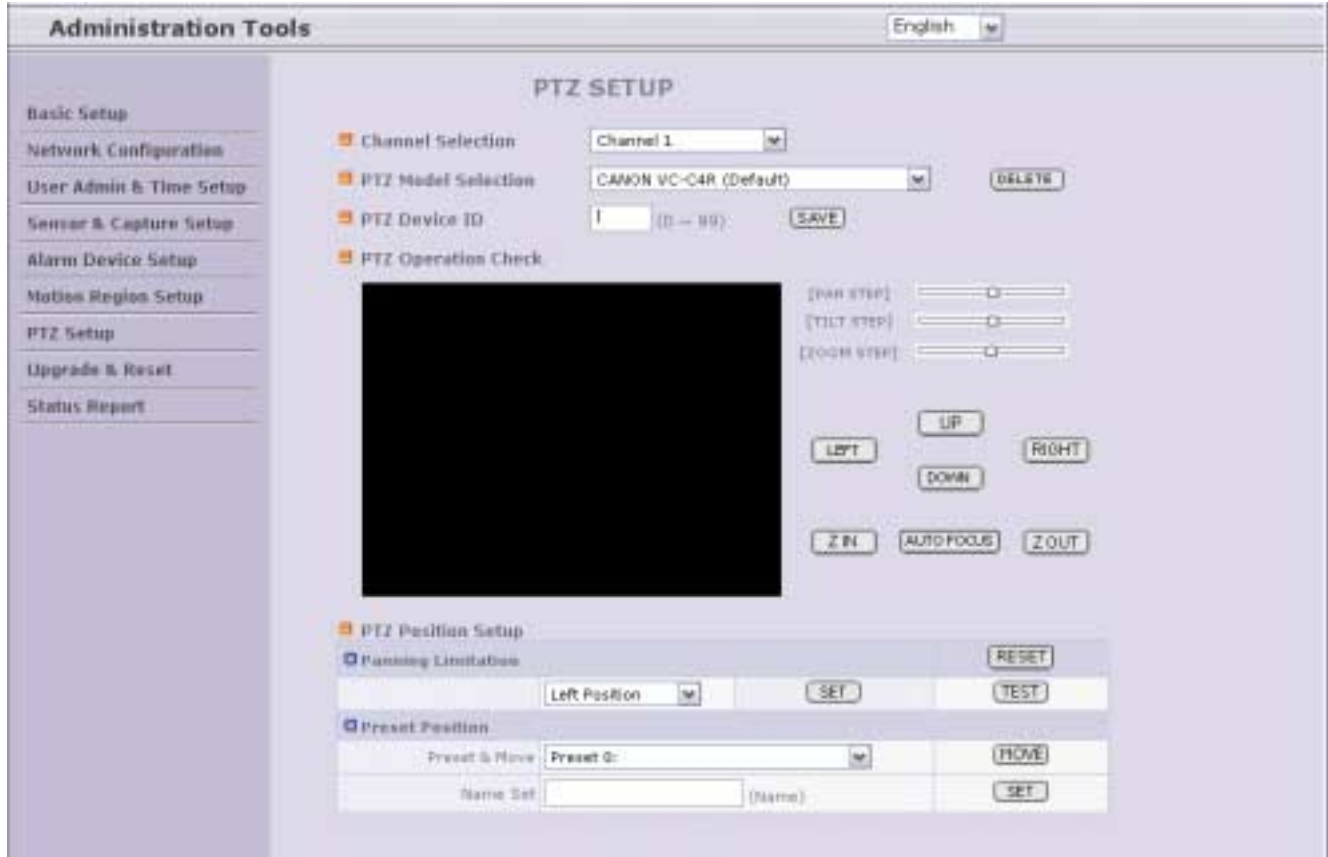 Administration Tools
English
PTZ SETUP
Basic Setup
Network Configuration
User Admin & Time Setup
Sensor & Capture Setup
Alarm Device Setup
Motion Region Setup
PTZ Setup
Upgrade & Reset
Status Report
Channel Selection
Channel 1
PTZ Model Selection
CANON VC-C4R (Default)
DELETE
PTZ Device ID
(0 ~ 99)
SAVE
PTZ Operation Check
[PAN STEP]
[TILT STEP]
[ZOOM STEP]
UP
LEFT
RIGHT
DOWN
Z IN
AUTO FOCUS
Z OUT
PTZ Position Setup
Panning Limitation
RESET
Left Position
SET
TEST
Preset Position
Preset & Move
Preset 0:
MOVE
Name Set
(Name)
SET